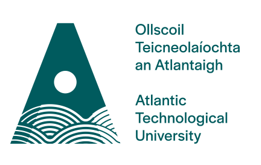 Ollscoil
Teicneolaíochta
an Atlantaigh
Atlantic
Technological
University